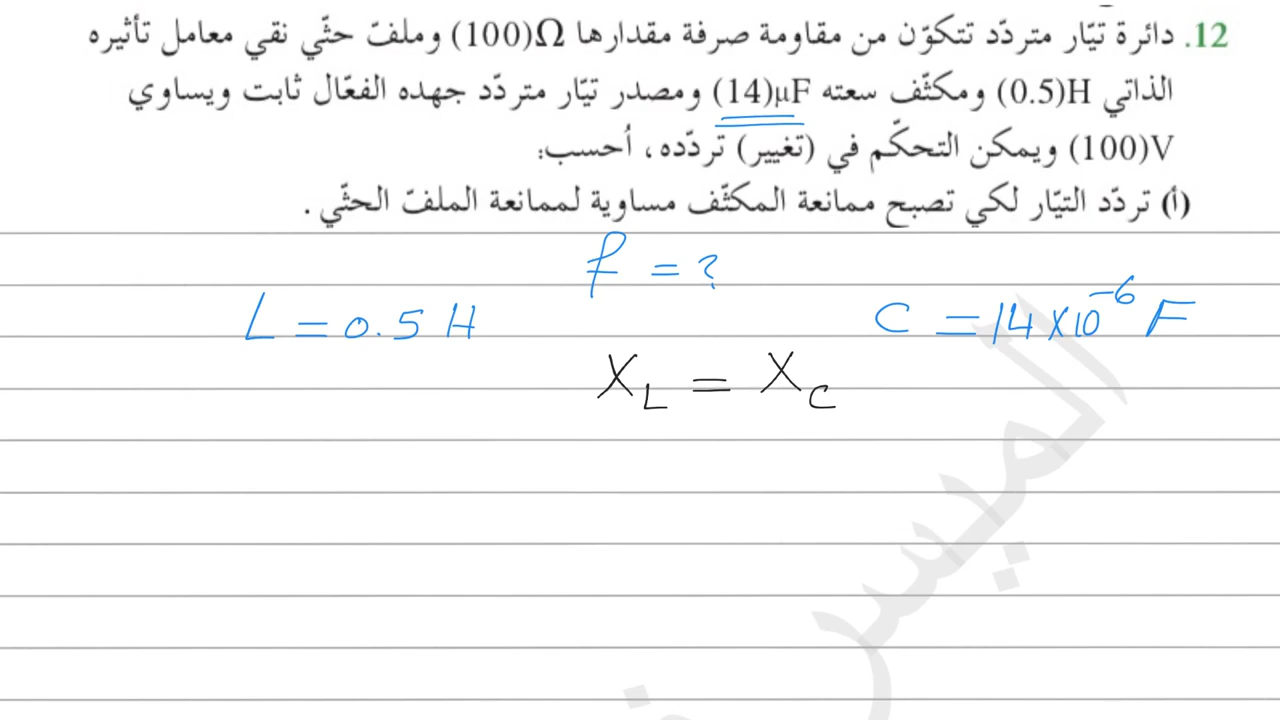 12. دائرة تيّار متردّد تتكوّن من مقاومة صرفة مقدارها (100)Ω وملفّ حثّي نقي معامل تأثيره
الذاتي (0.5)H ومكثّف سعته (14)μF ومصدر تيّار متردّد جهده الفعّال ثابت ويساوي
(100)V ويمكن التحكّم في (تغيير) تردّده، أحسب:
(أ) تردّد التيّار لكي تصبح ممانعة المكثّف مساوية لممانعة الملفّ الحثّي.
f = ?
L = 0.5 H C = 14 × 10⁻⁶ F
X_L = X_C
الميسر